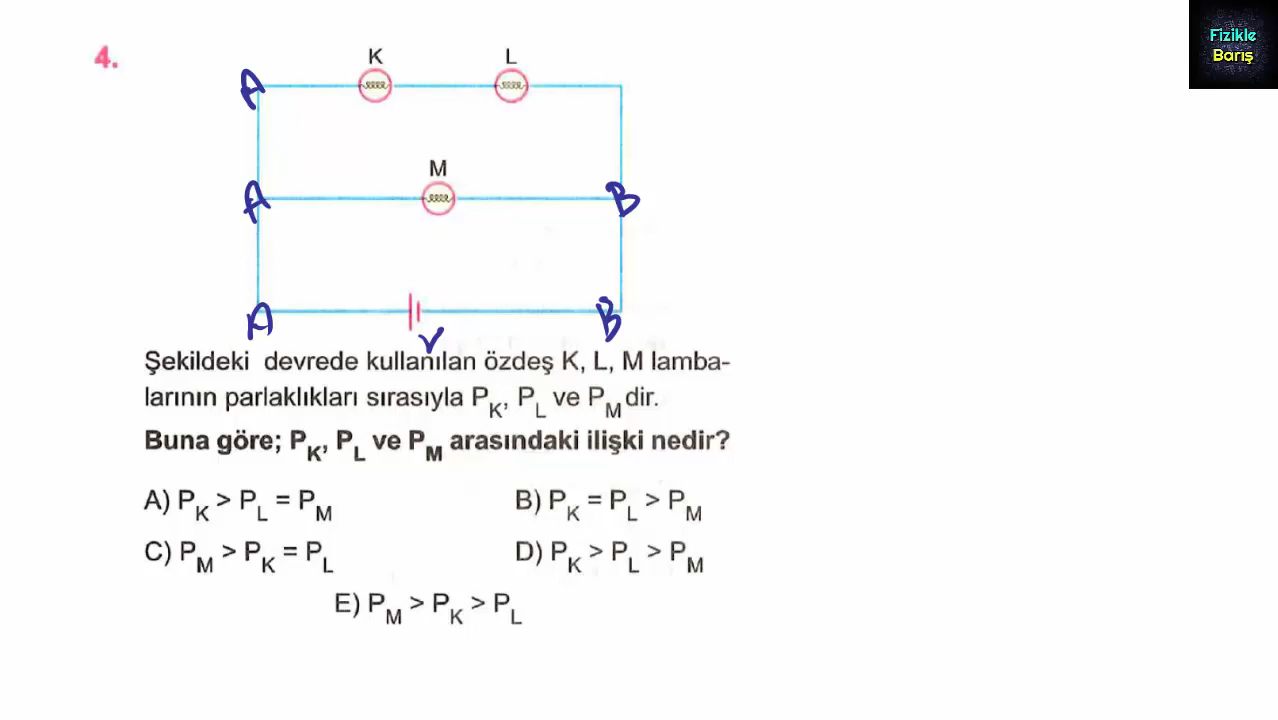 Fizikle
Barış
4.
K L
A
M
A B
A B
V
Şekildeki devrede kullanılan özdeş K, L, M lamba-
larının parlaklıkları sırasıyla P_K, P_L ve P_M dir.
Buna göre; P_K, P_L ve P_M arasındaki ilişki nedir?
A) P_K > P_L = P_M B) P_K = P_L > P_M
C) P_M > P_K = P_L D) P_K > P_L > P_M
E) P_M > P_K > P_L